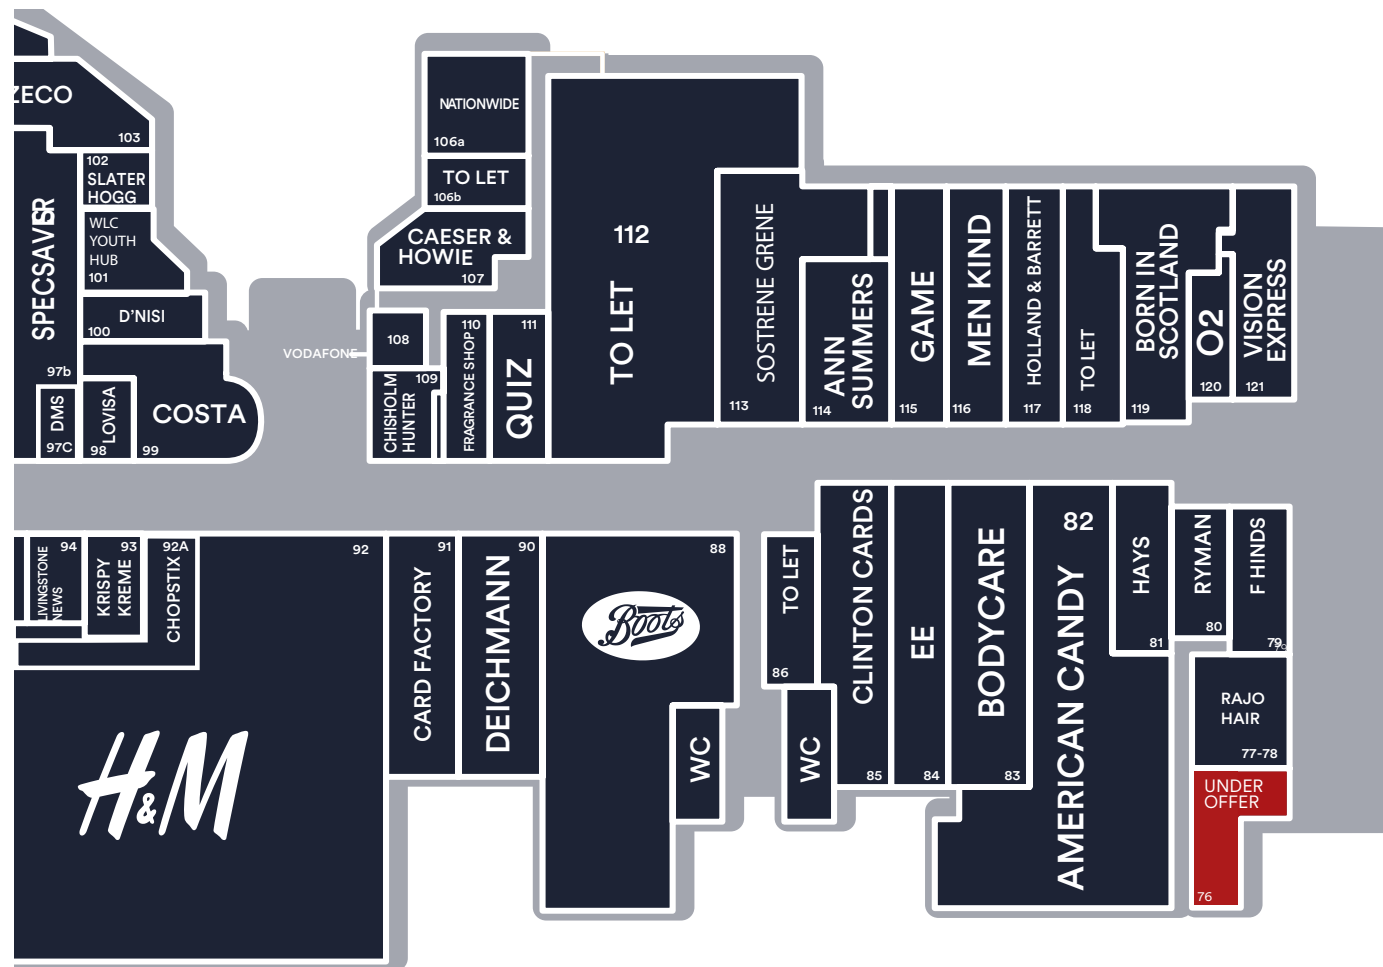 ZECO
103
102
SLATER
HOGG
WLC
YOUTH
HUB
101
D'NISI
100
97b
DMS
97C
LOVISA
98
COSTA
99
VODAFONE
NATIONWIDE
106a
TO LET
106b
CAESER &
HOWIE
107
108
CHISHOLM
HUNTER
109
FRAGRANCE SHOP
110
QUIZ
111
112
TO LET
SOSTRENE GRENE
113
ANN
SUMMERS
114
GAME
115
MEN KIND
116
HOLLAND & BARRETT
117
TO LET
118
BORN IN
SCOTLAND
119
O2
120
VISION
EXPRESS
121
LIVINGSTONE
NEWS
94
KRISPY
KREME
93
CHOPSTIX
92A
92
H&M
CARD FACTORY
91
DEICHMANN
90
88
Boots
WC
TO LET
86
WC
CLINTON CARDS
85
EE
84
BODYCARE
83
82
AMERICAN CANDY
HAYS
81
RYMAN
80
F HINDS
79
RAJO
HAIR
77-78
UNDER
OFFER
76